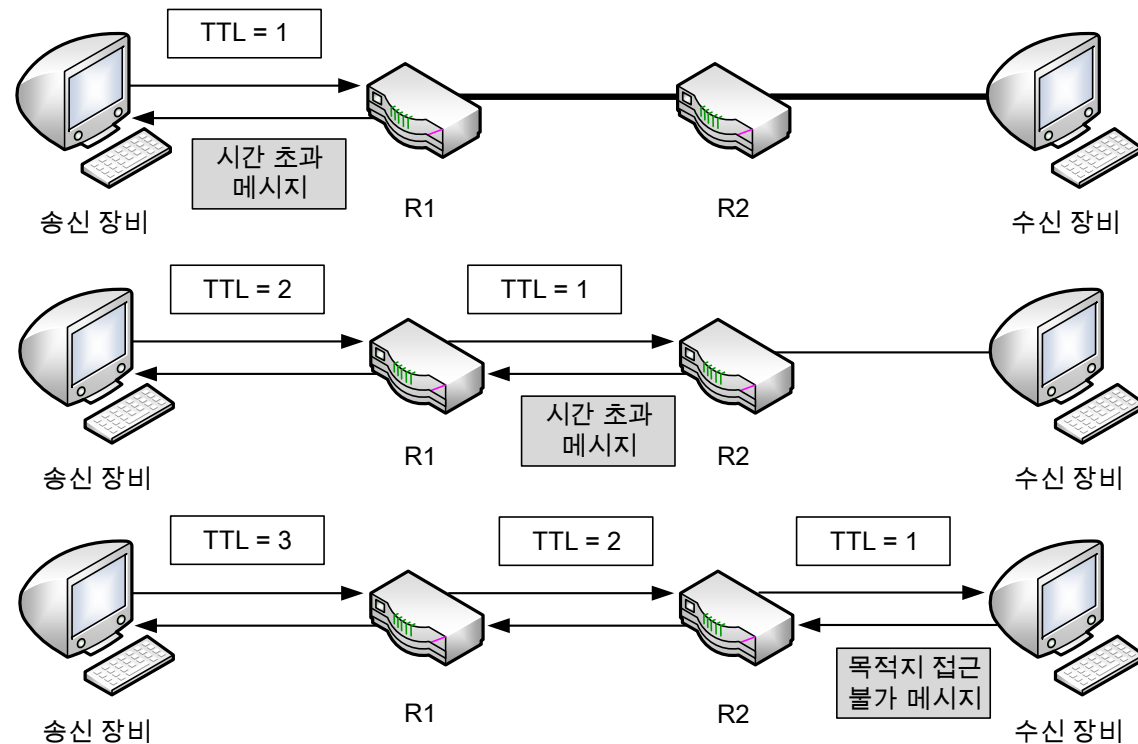 TTL = 1
시간 초과
메시지
송신 장비
R1
R2
수신 장비
TTL = 2
TTL = 1
시간 초과
메시지
송신 장비
R1
R2
수신 장비
TTL = 3
TTL = 2
TTL = 1
목적지 접근
불가 메시지
송신 장비
R1
R2
수신 장비